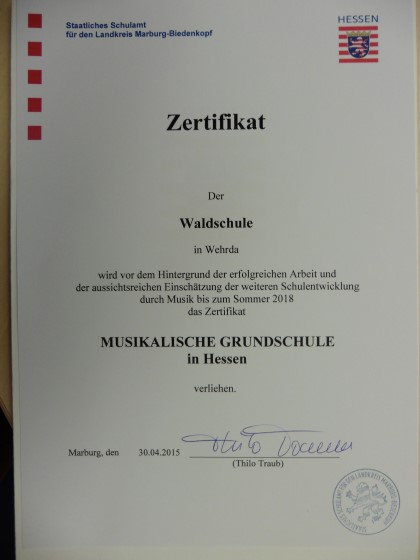 Staatliches Schulamt
für den Landkreis Marburg-Biedenkopf
HESSEN
Zertifikat
Der
Waldschule
in Wehrda
wird vor dem Hintergrund der erfolgreichen Arbeit und
der aussichtsreichen Einschätzung der weiteren Schulentwicklung
durch Musik bis zum Sommer 2018
das Zertifikat
MUSIKALISCHE GRUNDSCHULE
in Hessen
verliehen.
Marburg, den 30.04.2015
(Thilo Traub)